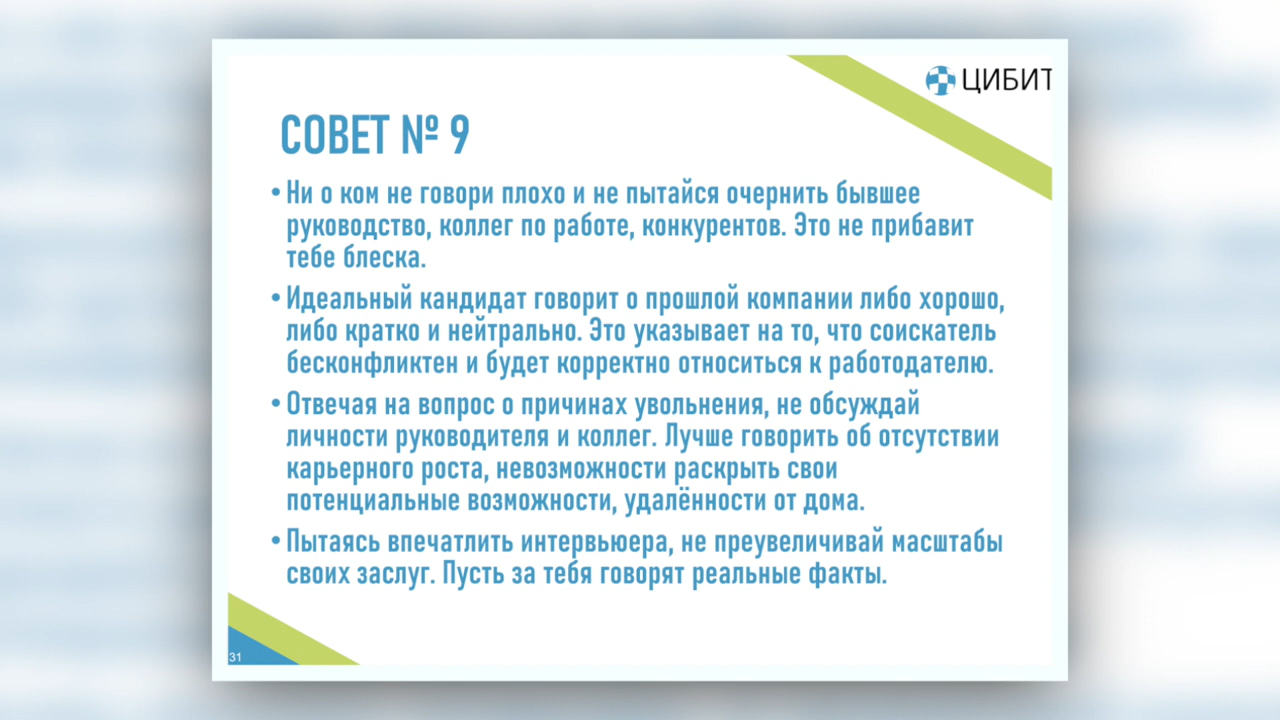 ЦИБИТ
СОВЕТ № 9
• Ни о ком не говори плохо и не пытайся очернить бывшее
руководство, коллег по работе, конкурентов. Это не прибавит
тебе блеска.
• Идеальный кандидат говорит о прошлой компании либо хорошо,
либо кратко и нейтрально. Это указывает на то, что соискатель
бесконфликтен и будет корректно относиться к работодателю.
• Отвечая на вопрос о причинах увольнения, не обсуждай
личности руководителя и коллег. Лучше говорить об отсутствии
карьерного роста, невозможности раскрыть свои
потенциальные возможности, удалённости от дома.
• Пытаясь впечатлить интервьюера, не преувеличивай масштабы
своих заслуг. Пусть за тебя говорят реальные факты.
31